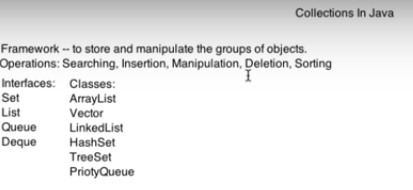 Collections In Java
Framework -- to store and manipulate the groups of objects.
Operations: Searching, Insertion, Manipulation, Deletion, Sorting
Interfaces: Classes:
Set ArrayList
List Vector
Queue LinkedList
Deque HashSet
TreeSet
PriotyQueue